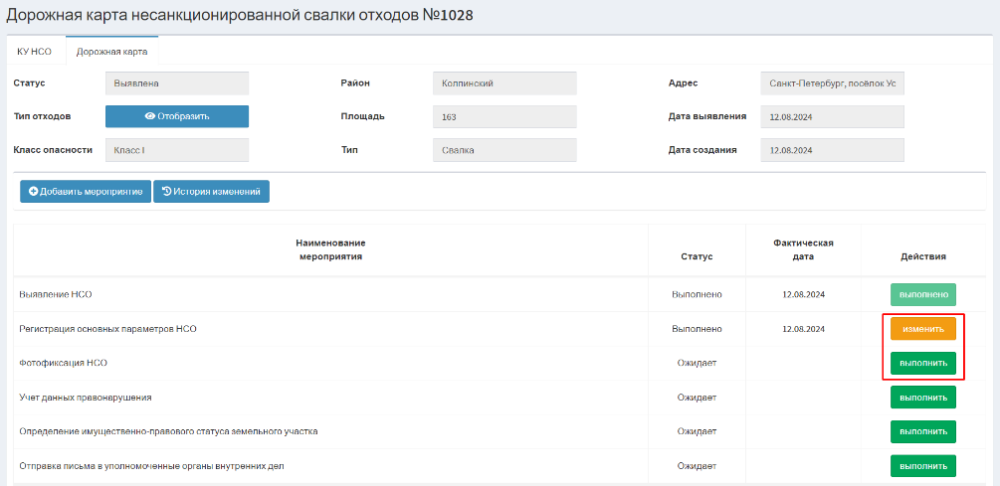 Дорожная карта несанкционированной свалки отходов №1028
КУ НСО Дорожная карта
Статус Выявлена Район Колпинский Адрес Санкт-Петербург, посёлок Ус
Тип отходов Отобразить Площадь 163 Дата выявления 12.08.2024
Класс опасности Класс I Тип Свалка Дата создания 12.08.2024
Добавить мероприятие История изменений
Наименование мероприятия Статус Фактическая дата Действия
Выявление НСО Выполнено 12.08.2024 выполнено
Регистрация основных параметров НСО Выполнено 12.08.2024 изменить
Фотофиксация НСО Ожидает выполнить
Учет данных правонарушения Ожидает выполнить
Определение имущественно-правового статуса земельного участка Ожидает выполнить
Отправка письма в уполномоченные органы внутренних дел Ожидает выполнить